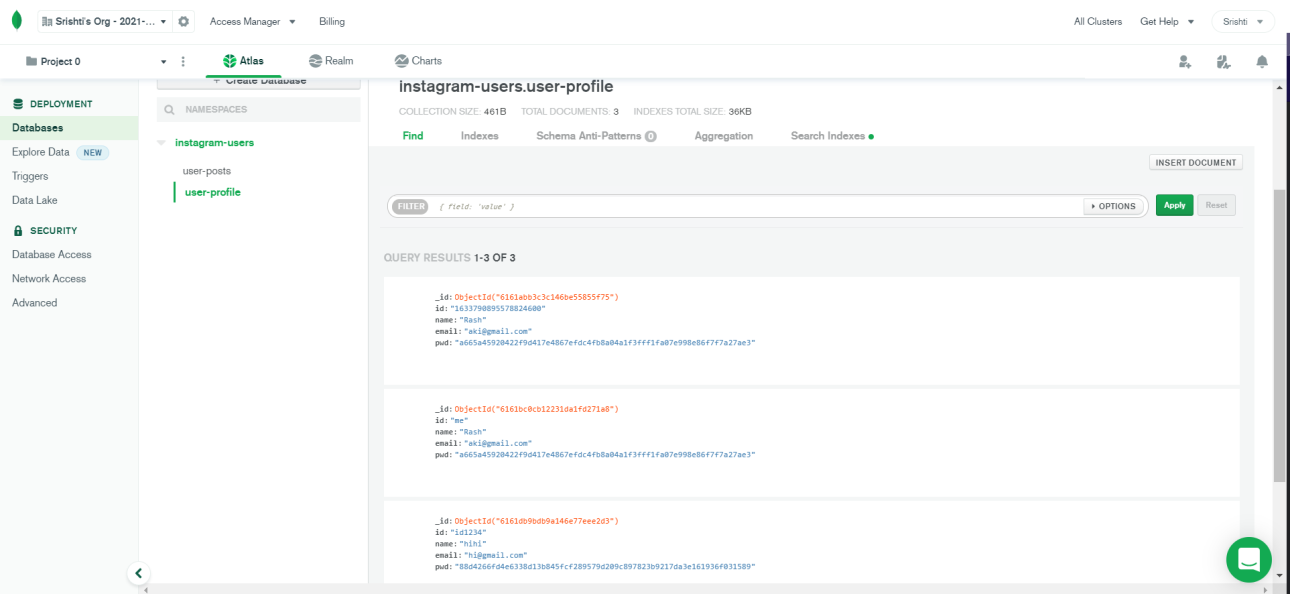 Srishti's Org - 2021-... Access Manager Billing All Clusters Get Help Srishti
Project 0 Atlas Realm Charts
DEPLOYMENT
Databases
Explore Data NEW
Triggers
Data Lake
SECURITY
Database Access
Network Access
Advanced
+ Create Database
NAMESPACES
instagram-users
user-posts
user-profile
instagram-users.user-profile
COLLECTION SIZE: 461B TOTAL DOCUMENTS: 3 INDEXES TOTAL SIZE: 36KB
Find Indexes Schema Anti-Patterns 0 Aggregation Search Indexes
INSERT DOCUMENT
FILTER { field: 'value' } OPTIONS Apply Reset
QUERY RESULTS 1-3 OF 3
_id: ObjectId("6161abb3c3c146be55855f75")
id: "1633790895578824600"
name: "Rash"
email: "aki@gmail.com"
pwd: "a665a45920422f9d417e4867efdc4fb8a04a1f3fff1fa07e998e86f7f7a27ae3"
_id: ObjectId("6161bc0cb12231da1fd271a8")
id: "me"
name: "Rash"
email: "aki@gmail.com"
pwd: "a665a45920422f9d417e4867efdc4fb8a04a1f3fff1fa07e998e86f7f7a27ae3"
_id: ObjectId("6161db9bdb9a146e77eee2d3")
id: "id1234"
name: "hihi"
email: "hi@gmail.com"
pwd: "88d4266fd4e6338d13b845fcf289579d209c897823b9217da3e161936f031589"